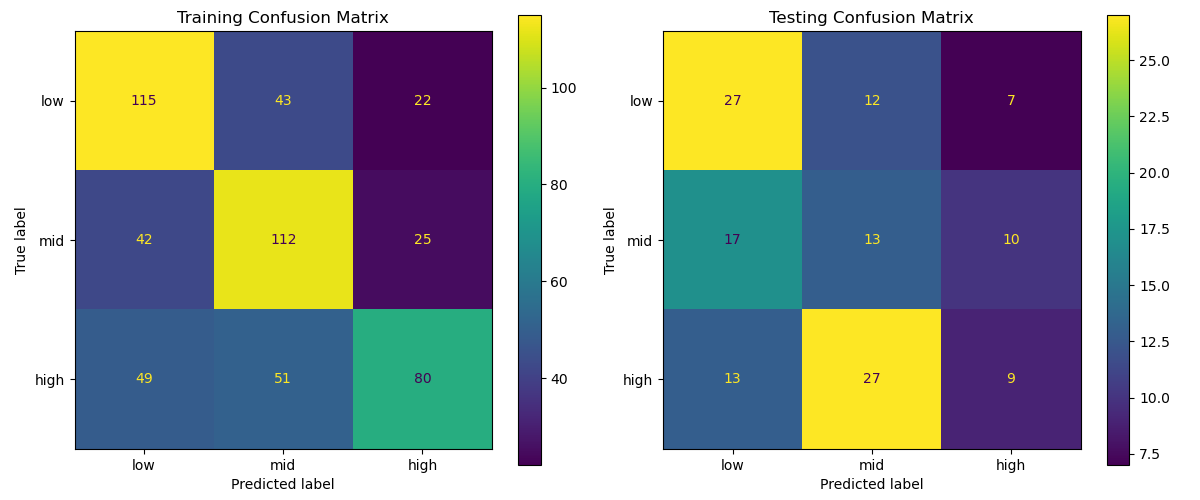 Training Confusion Matrix
low 115 43 22
mid 42 112 25
high 49 51 80
low mid high
Predicted label
True label
100
80
60
40
Testing Confusion Matrix
low 27 12 7
mid 17 13 10
high 13 27 9
low mid high
Predicted label
True label
25.0
22.5
20.0
17.5
15.0
12.5
10.0
7.5